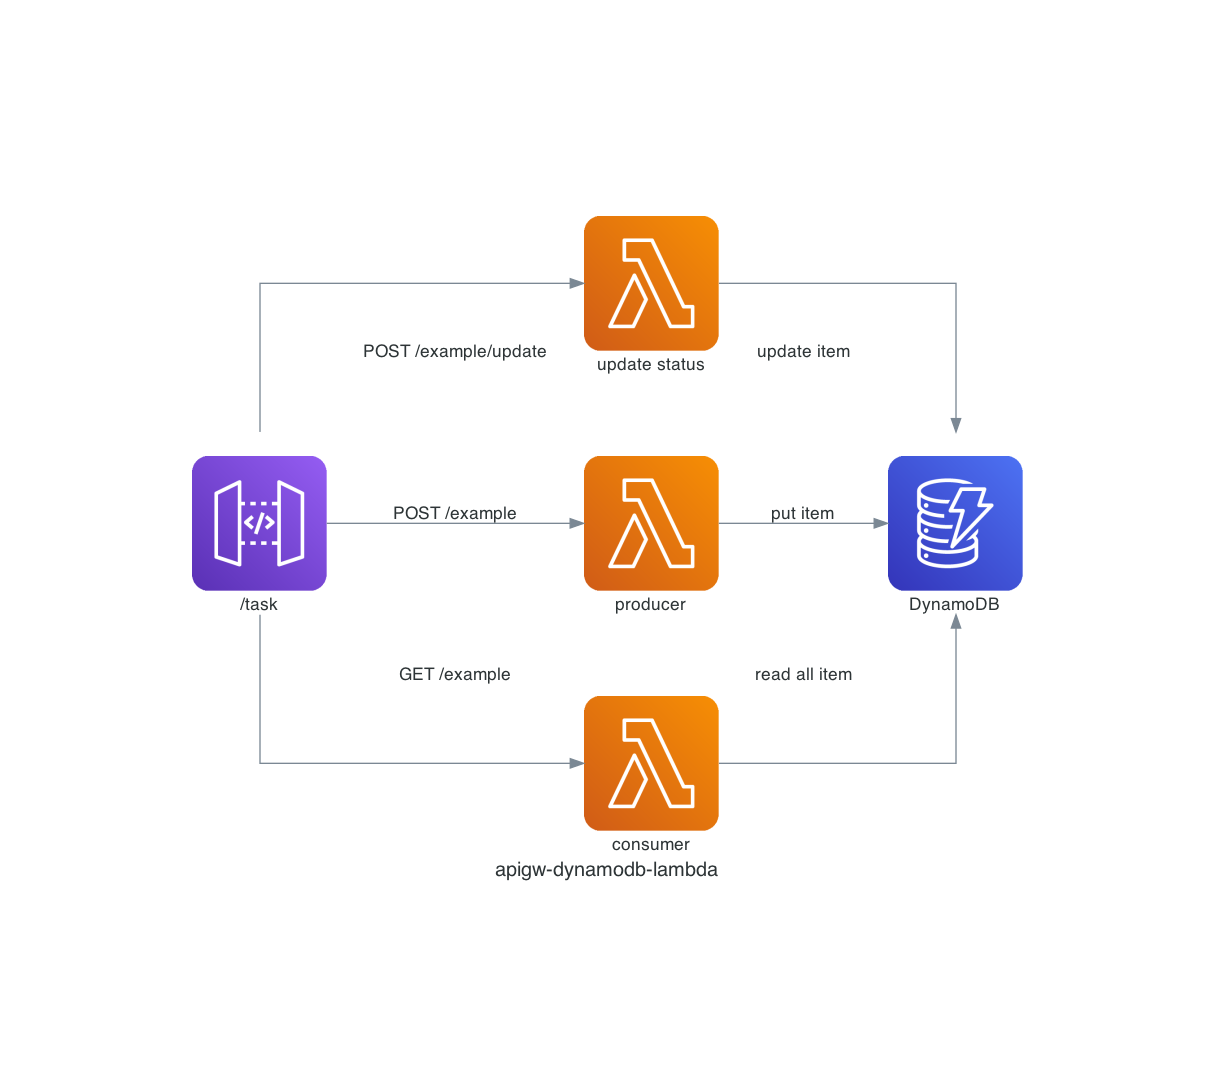 POST /example/update
update status
update item
POST /example
put item
/task
producer
DynamoDB
GET /example
read all item
consumer
apigw-dynamodb-lambda